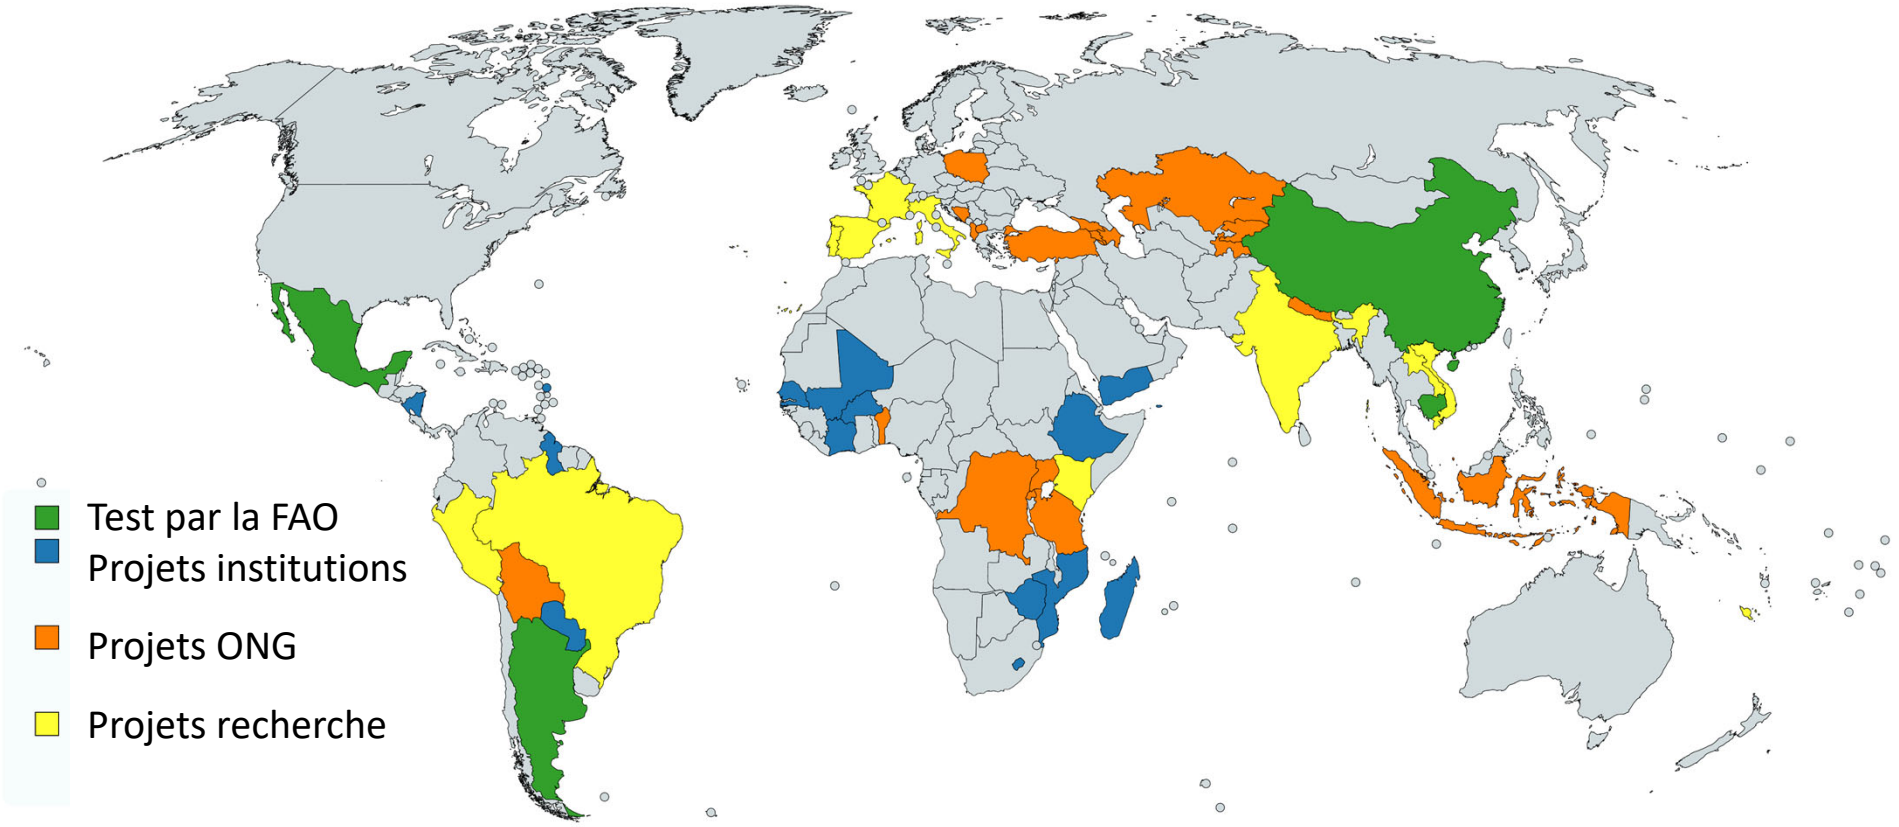 Test par la FAO
Projets institutions
Projets ONG
Projets recherche